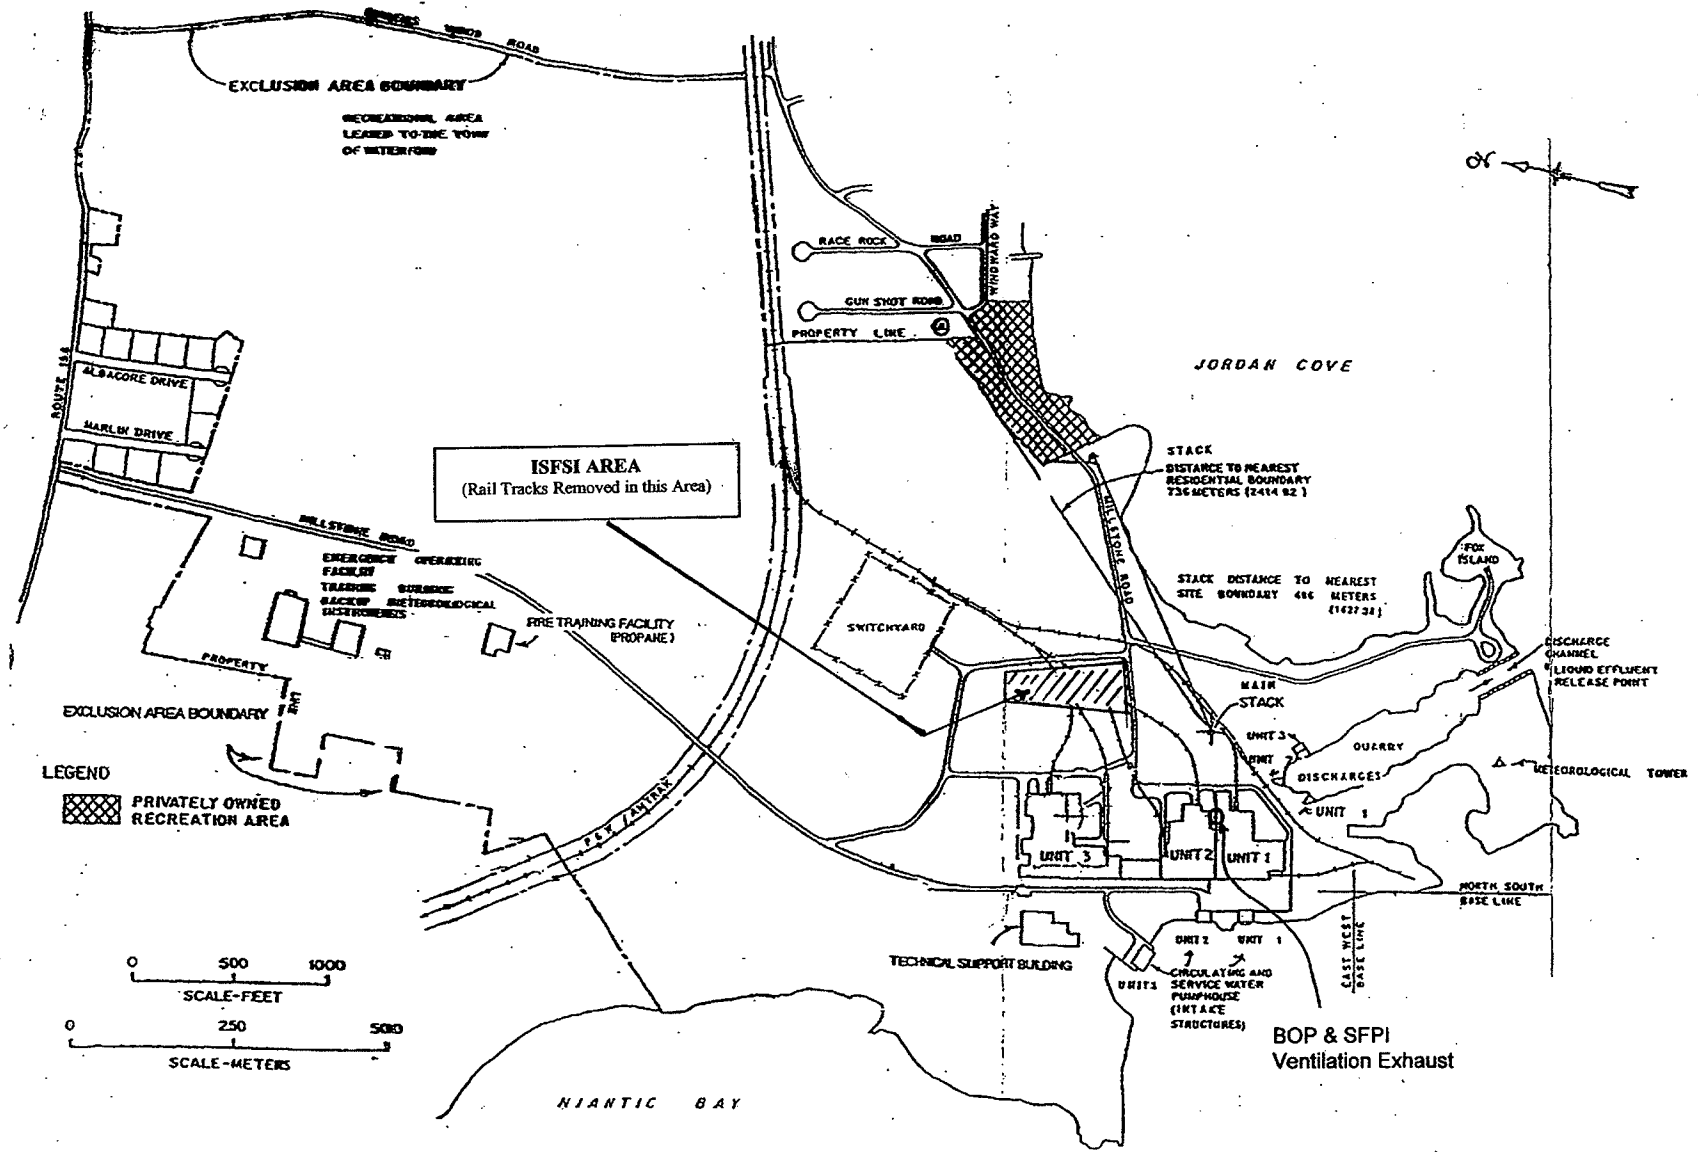 ROAD
EXCLUSION AREA BOUNDARY
RECREATIONAL AREA
LEASED TO THE TOWN
OF WATERFORD
N
RACE ROCK ROAD
WINDWARD WAY
GUN SHOT ROAD
PROPERTY LINE
JORDAN COVE
ROUTE 156
ALBACORE DRIVE
MARLIN DRIVE
ISFSI AREA
(Rail Tracks Removed in this Area)
STACK
DISTANCE TO NEAREST
RESIDENTIAL BOUNDARY
736 METERS (2414 82)
MILLSTONE ROAD
MILLSTONE ROAD
FOX
ISLAND
EMERGENCY OPERATING
FACILITY
TRAINING BUILDING
BACKUP METEOROLOGICAL
INSTRUMENTS
STACK DISTANCE TO NEAREST
SITE BOUNDARY 496 METERS
FIRE TRAINING FACILITY
(PROPANE)
SWITCHYARD
DISCHARGE
CHANNEL
LIQUID EFFLUENT
RELEASE POINT
PROPERTY LINE
MAIN
STACK
EXCLUSION AREA BOUNDARY
UNIT 3
UNIT 2
QUARRY
DISCHARGES
METEOROLOGICAL TOWER
LEGEND
PRIVATELY OWNED
RECREATION AREA
P&W / AMTRAK
UNIT 1
UNIT 3
UNIT 2
UNIT 1
NORTH SOUTH
BASE LINE
EAST WEST
BASE LINE
UNIT 2
UNIT 1
TECHNICAL SUPPORT BUILDING
UNIT 3
CIRCULATING AND
SERVICE WATER
PUMPHOUSE
(INTAKE
STRUCTURES)
0 500 1000
SCALE-FEET
0 250 500
SCALE-METERS
BOP & SFPI
Ventilation Exhaust
NIANTIC BAY